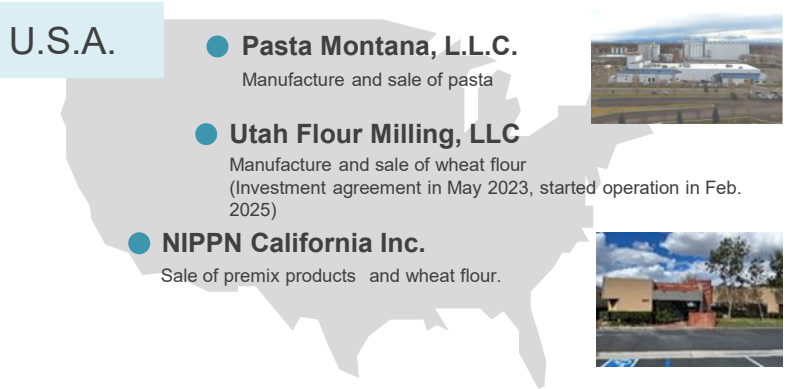 U.S.A.
Pasta Montana, L.L.C.
Manufacture and sale of pasta
Utah Flour Milling, LLC
Manufacture and sale of wheat flour
(Investment agreement in May 2023, started operation in Feb.
2025)
NIPPN California Inc.
Sale of premix products and wheat flour.